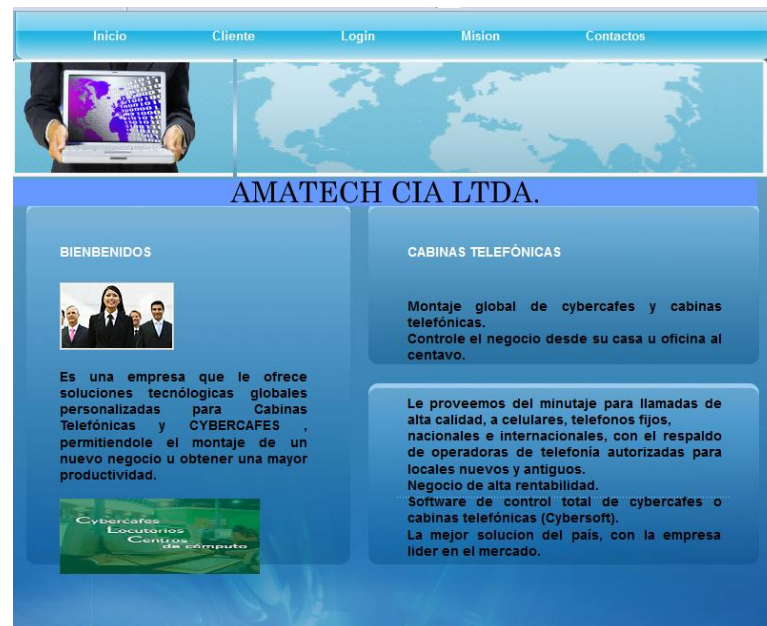 Inicio Cliente Login Mision Contactos
AMATECH CIA LTDA.
BIENBENIDOS
Es una empresa que le ofrece
soluciones tecnólogicas globales
personalizadas para Cabinas
Telefónicas y CYBERCAFES ,
permitiendole el montaje de un
nuevo negocio u obtener una mayor
productividad.
Cybercafes
Locutorios
Centros
de cómputo
CABINAS TELEFÓNICAS
Montaje global de cybercafes y cabinas
telefónicas.
Controle el negocio desde su casa u oficina al
centavo.
Le proveemos del minutaje para llamadas de
alta calidad, a celulares, telefonos fijos,
nacionales e internacionales, con el respaldo
de operadoras de telefonía autorizadas para
locales nuevos y antiguos.
Negocio de alta rentabilidad.
Software de control total de cybercafes o
cabinas telefónicas (Cybersoft).
La mejor solucion del país, con la empresa
lider en el mercado.